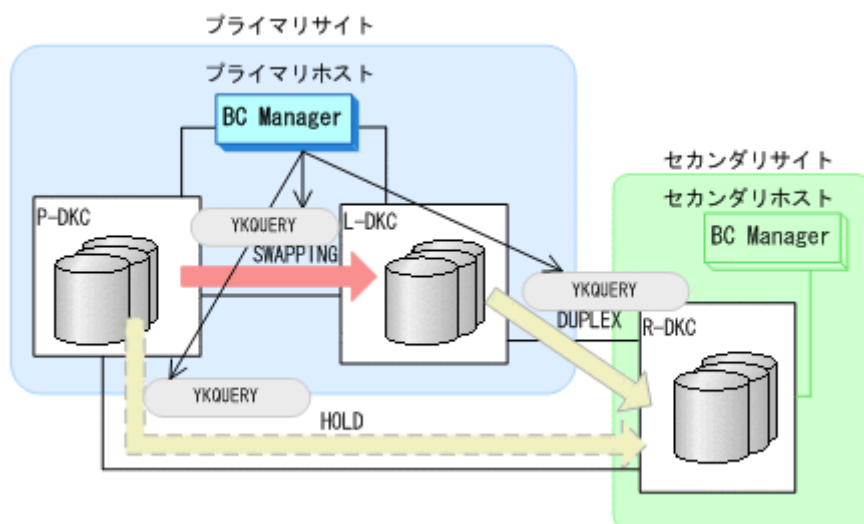 プライマリサイト
プライマリホスト
BC Manager
セカンダリサイト
セカンダリホスト
BC Manager
P-DKC
YKQUERY
L-DKC
SWAPPING
YKQUERY
DUPLEX
R-DKC
YKQUERY
HOLD